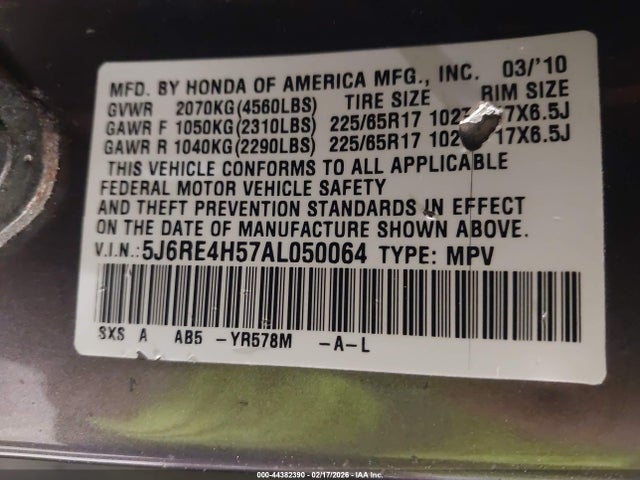 MFD. BY HONDA OF AMERICA MFG., INC. 03/'10
GVWR 2070KG(4560LBS) TIRE SIZE RIM SIZE
GAWR F 1050KG(2310LBS) 225/65R17 7X6.5J
GAWR R 1040KG(2290LBS) 225/65R17 17X6.5J
THIS VEHICLE CONFORMS TO ALL APPLICABLE
FEDERAL MOTOR VEHICLE SAFETY
AND THEFT PREVENTION STANDARDS IN EFFECT
ON THE DATE OF MANUFACTURE SHOWN ABOVE.
V.I.N.: 5J6RE4H57AL050064 TYPE: MPV
SXS A AB5 -YR578M -A-L
000-44382390 - 02/17/2026 - IAA Inc.